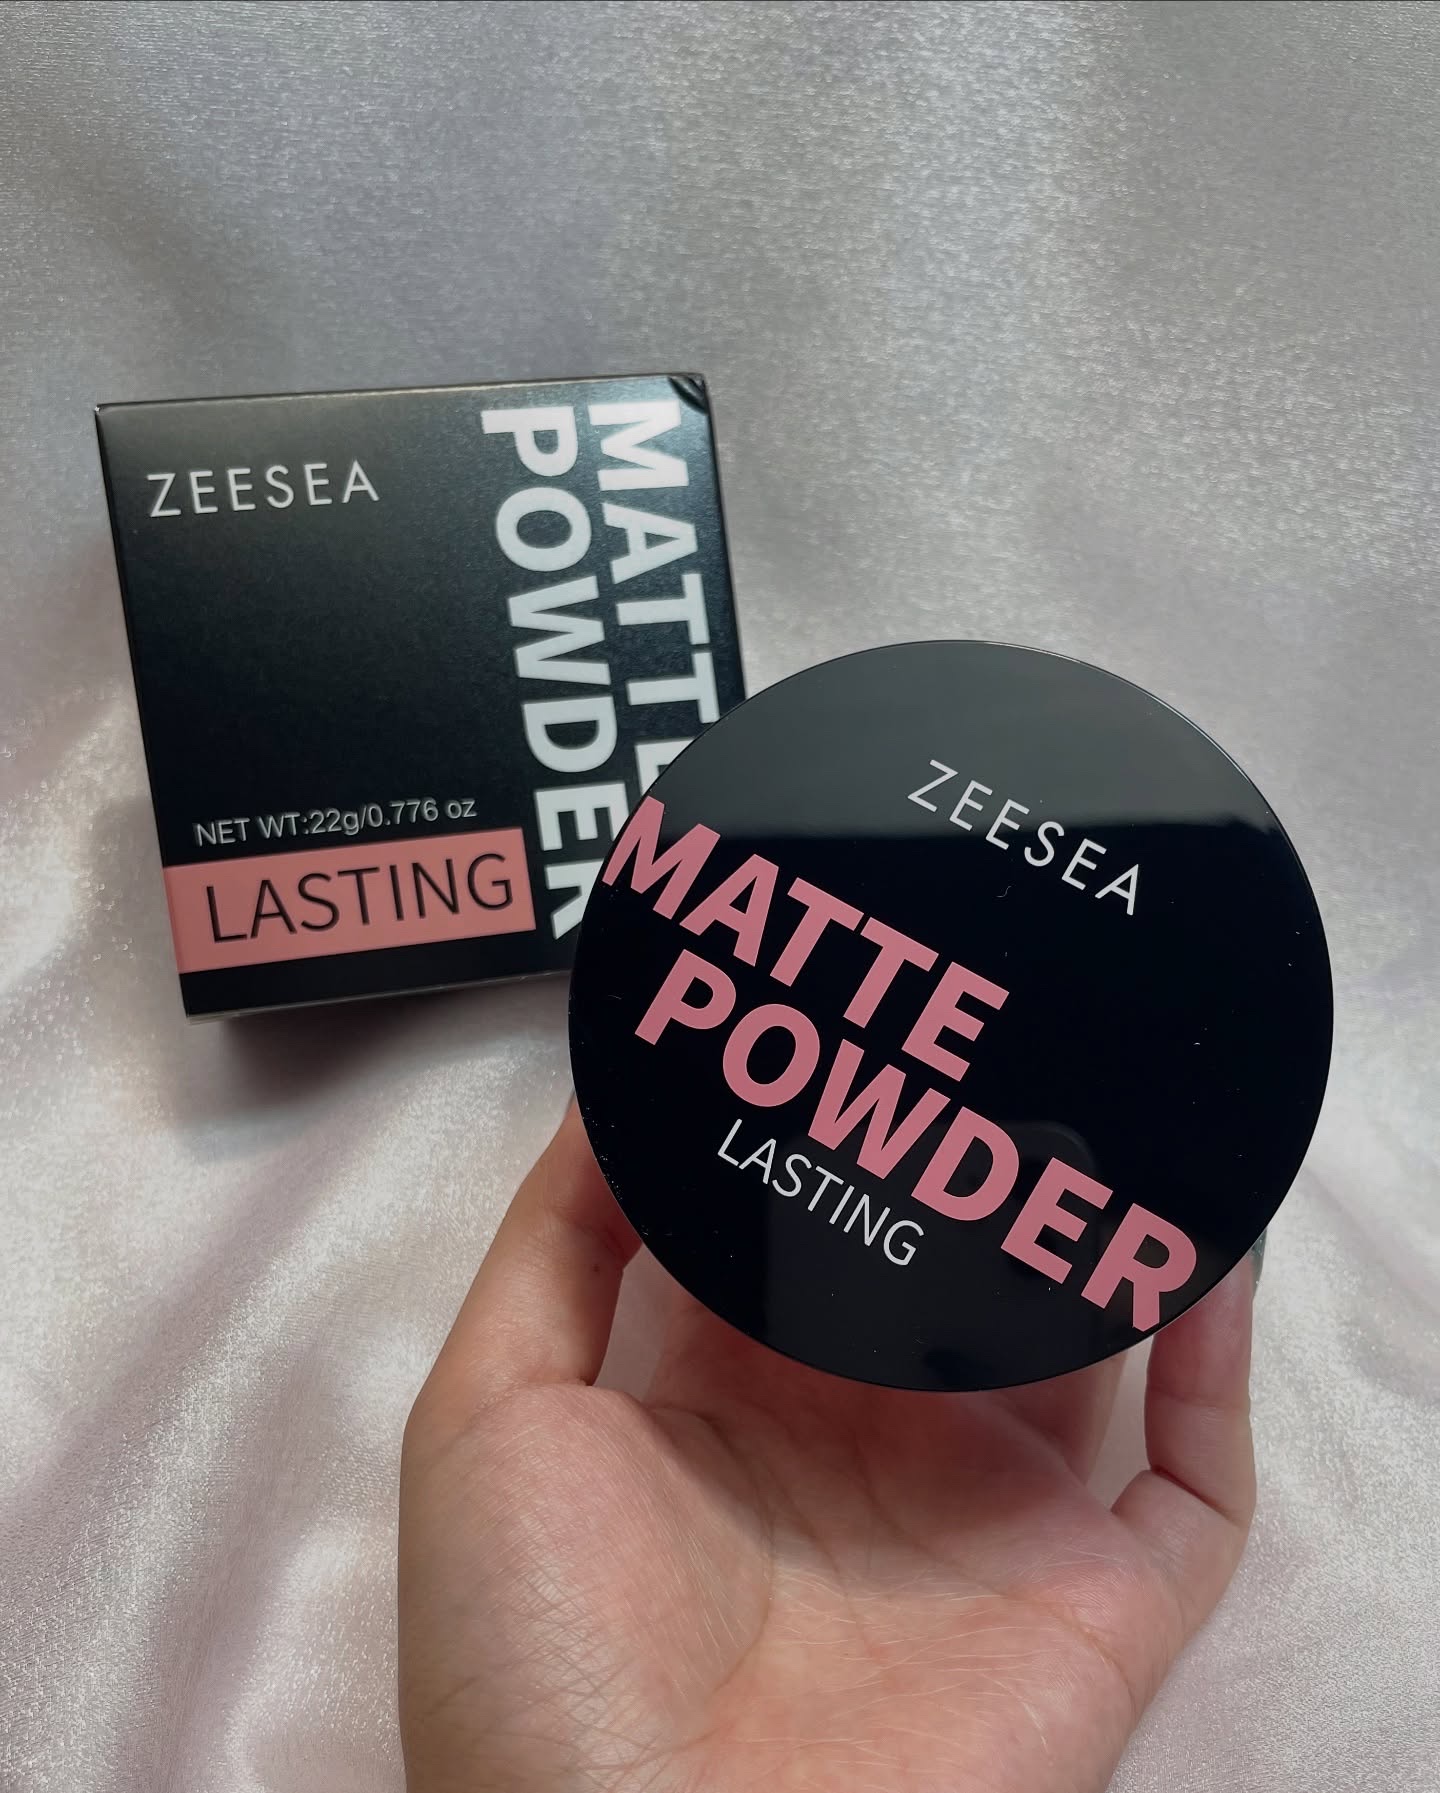 ZEESEA
MATTE
POWDER
NET WT:22g/0.776 oz
LASTING
ZEESEA
MATTE
POWDER
LASTING